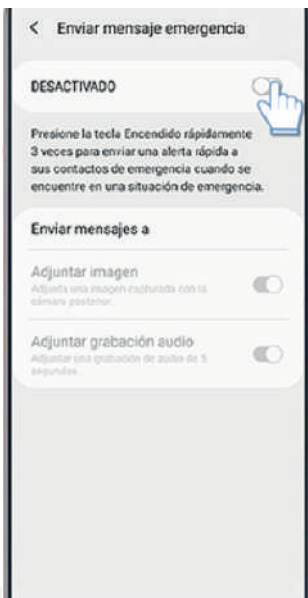 Enviar mensaje emergencia
DESACTIVADO
Presione la tecla Encendido rápidamente
3 veces para enviar una alerta rápida a
sus contactos de emergencia cuando se
encuentre en una situación de emergencia.
Enviar mensajes a
Adjuntar imagen
Adjunta una imagen capturada con la
cámara posterior.
Adjuntar grabación audio
Adjuntar una grabación de audio de 5
segundos.